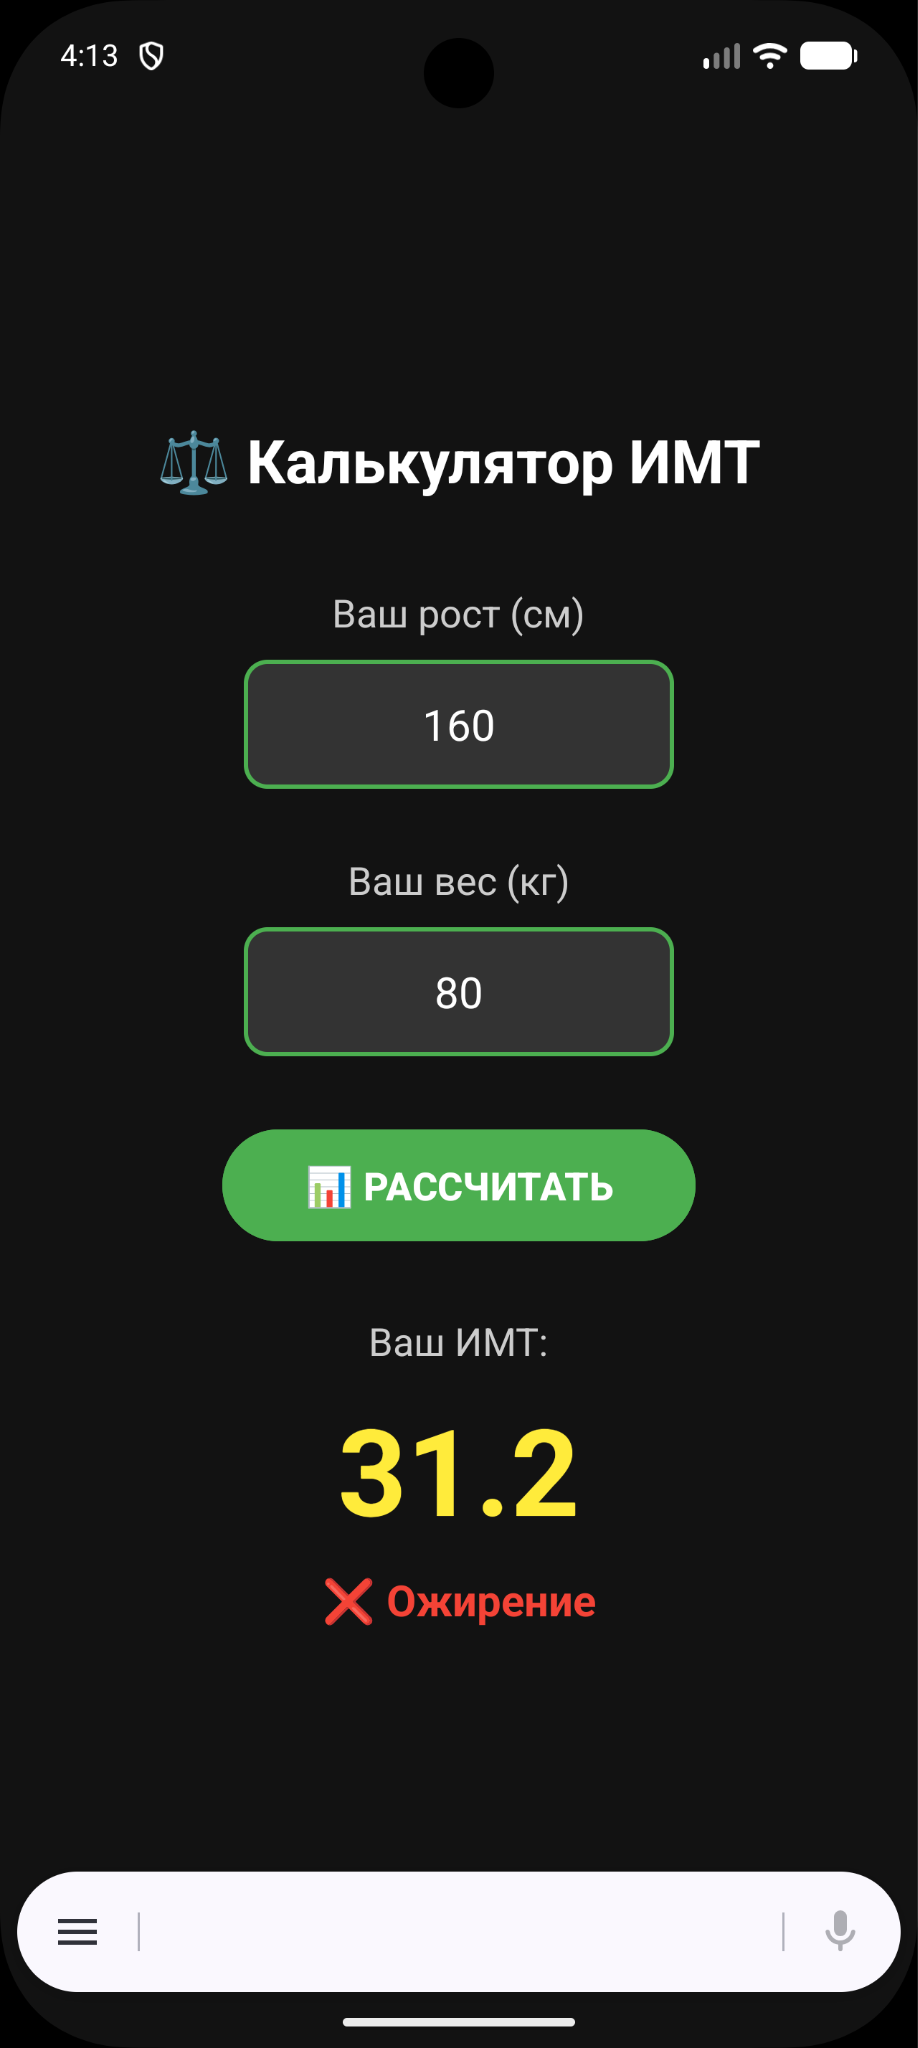 4:13
⚖️ Калькулятор ИМТ
Ваш рост (см)
160
Ваш вес (кг)
80
📊 РАССЧИТАТЬ
Ваш ИМТ:
31.2
❌ Ожирение